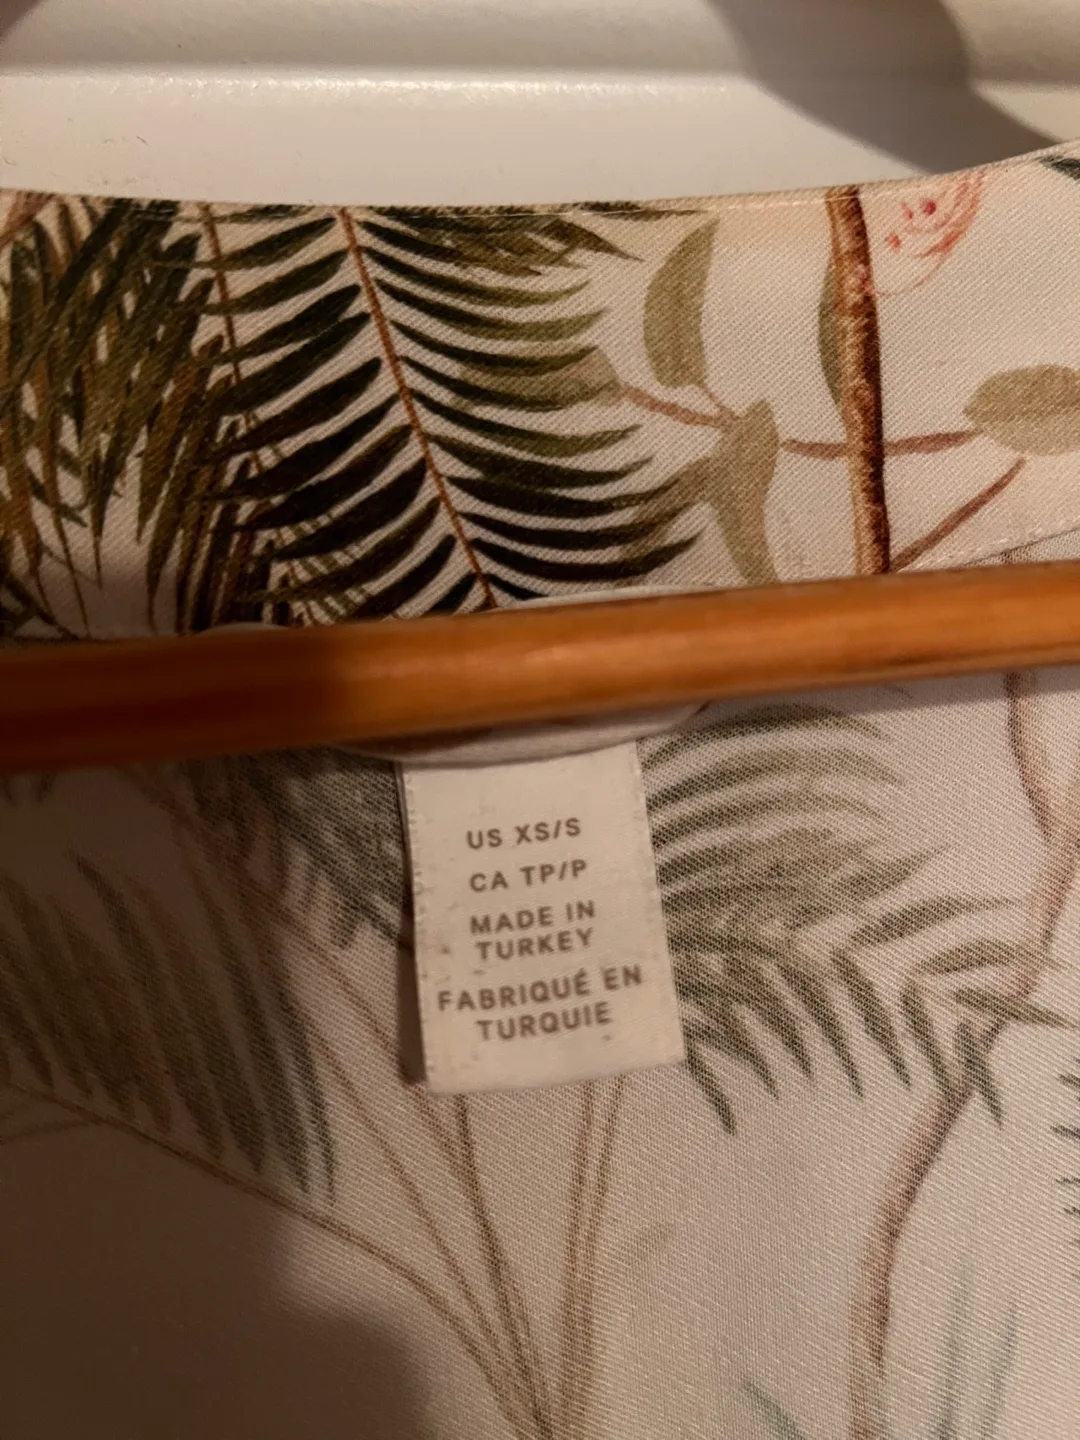 US XS/S
CA TP/P
MADE IN
TURKEY
FABRIQUÉ EN
TURQUIE